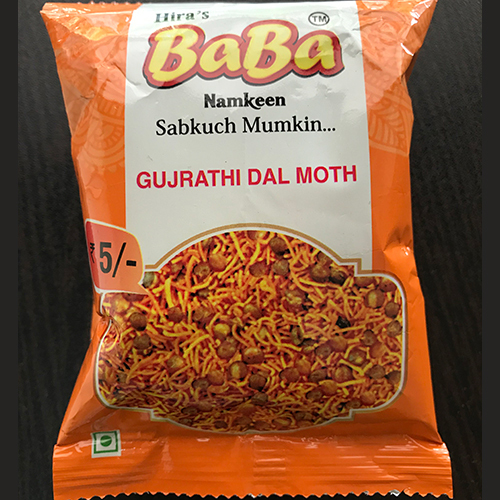 Hira's
BaBa TM
Namkeen
Sabkuch Mumkin...
GUJRATHI DAL MOTH
₹ 5/-